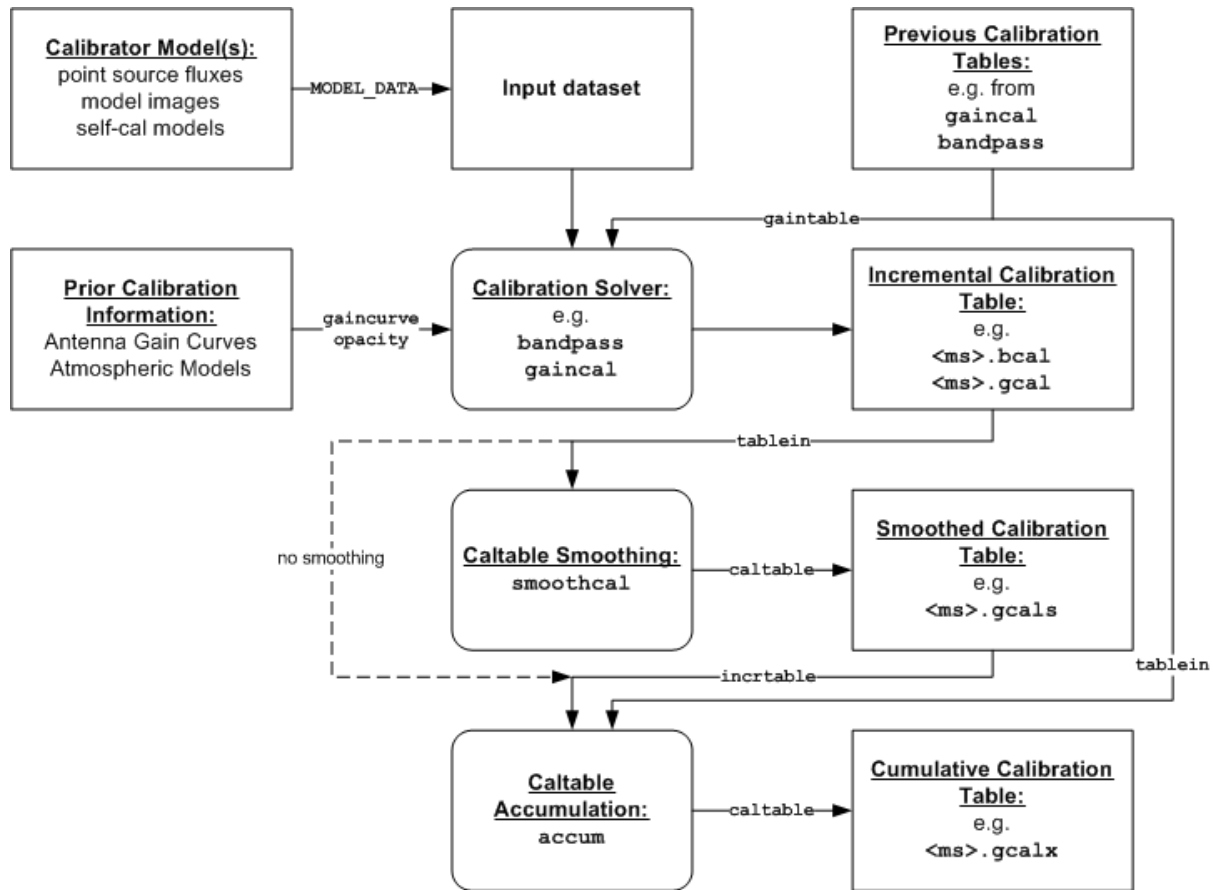 Calibrator Model(s):
point source fluxes
model images
self-cal models
MODEL_DATA
Input dataset
Previous Calibration
Tables:
e.g. from
gaincal
bandpass
gaintable
Prior Calibration
Information:
Antenna Gain Curves
Atmospheric Models
gaincurve
opacity
Calibration Solver:
e.g.
bandpass
gaincal
Incremental Calibration
Table:
e.g.
<ms>.bcal
<ms>.gcal
tablein
no smoothing
Caltable Smoothing:
smoothcal
caltable
Smoothed Calibration
Table:
e.g.
<ms>.gcals
tablein
incrtable
Caltable
Accumulation:
accum
caltable
Cumulative Calibration
Table:
e.g.
<ms>.gcalx